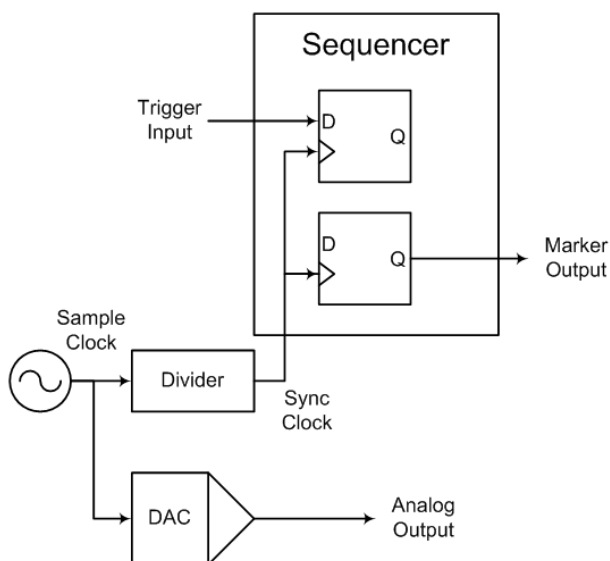 Sequencer
Trigger
Input
D
Q
D
Q
Marker
Output
Sample
Clock
Divider
Sync
Clock
DAC
Analog
Output